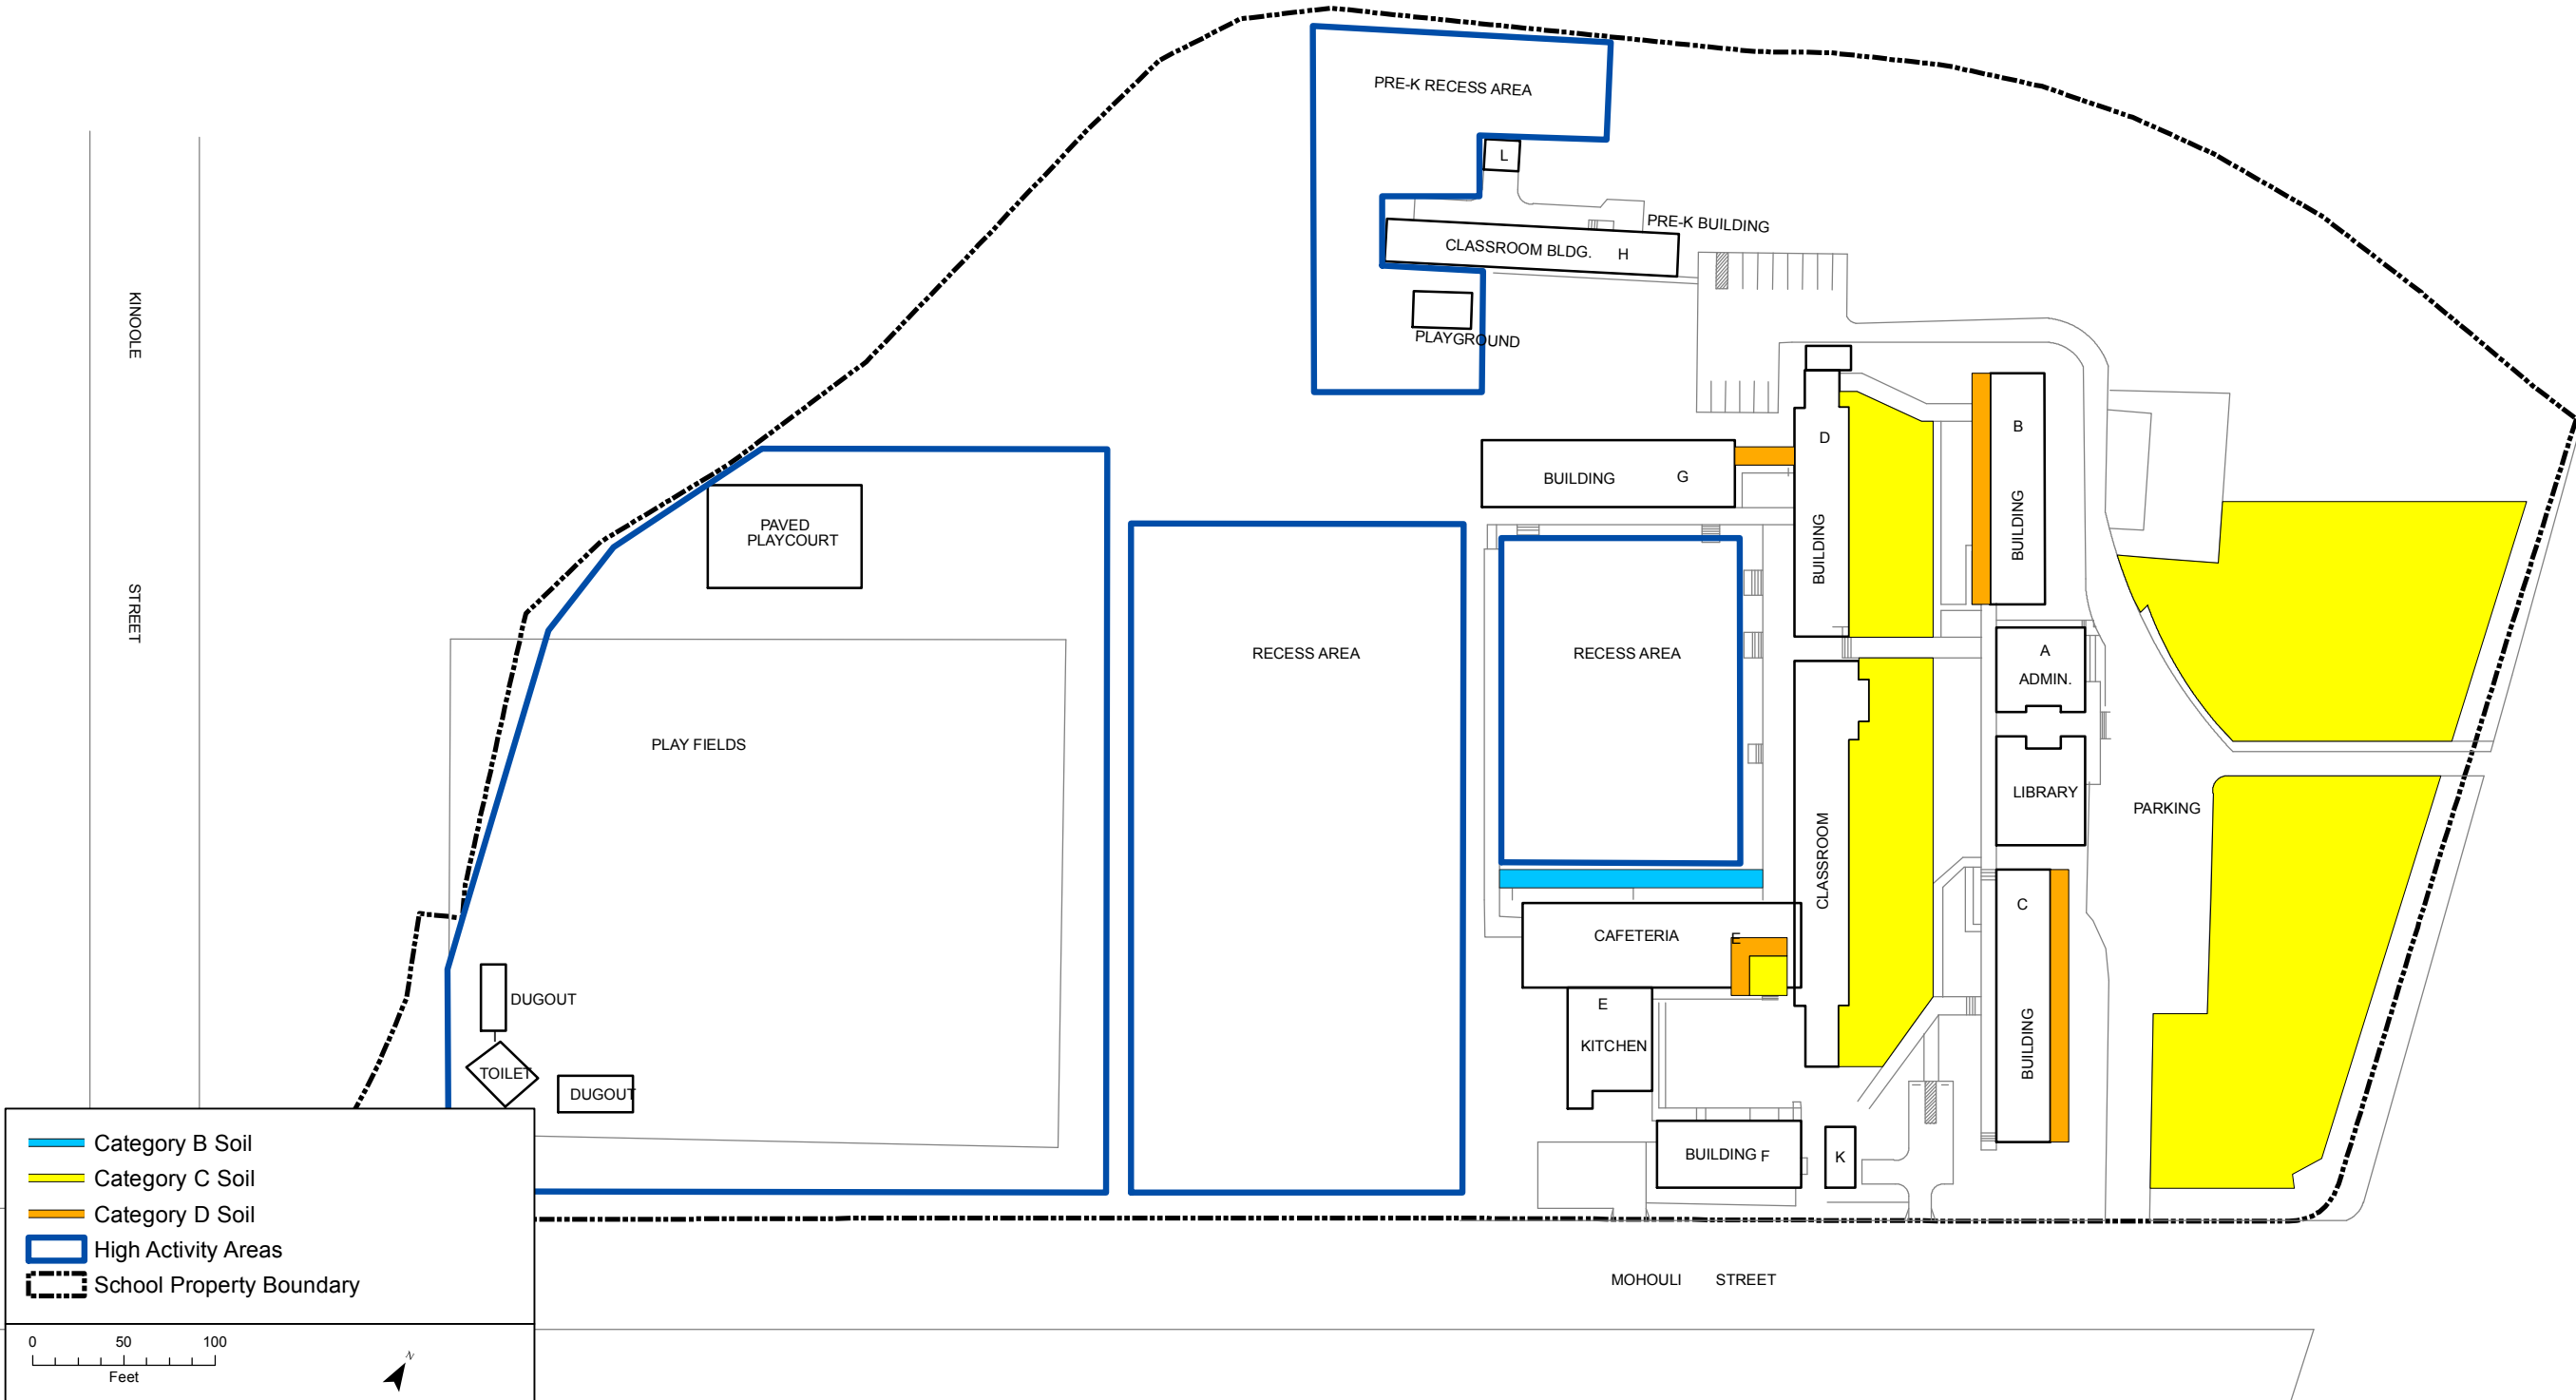 PRE-K RECESS AREA
L
PRE-K BUILDING
CLASSROOM BLDG. H
PLAYGROUND
KINOOLE
STREET
D
BUILDING
B
BUILDING
BUILDING G
PAVED
PLAYCOURT
RECESS AREA
RECESS AREA
A
ADMIN.
PLAY FIELDS
LIBRARY
PARKING
CLASSROOM
C
BUILDING
CAFETERIA E
E
KITCHEN
DUGOUT
TOILET
DUGOUT
BUILDING F
K
MOHOULI STREET
Category B Soil
Category C Soil
Category D Soil
High Activity Areas
School Property Boundary
0 50 100
Feet
N